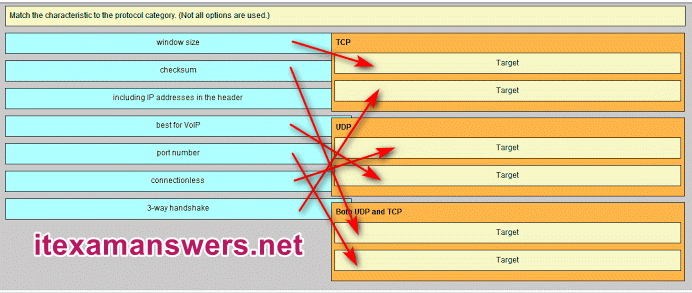 Match the characteristic to the protocol category. (Not all options are used.)
window size
checksum
including IP addresses in the header
best for VoIP
port number
connectionless
3-way handshake
TCP
Target
Target
UDP
Target
Target
Both UDP and TCP
Target
Target
itexamanswers.net